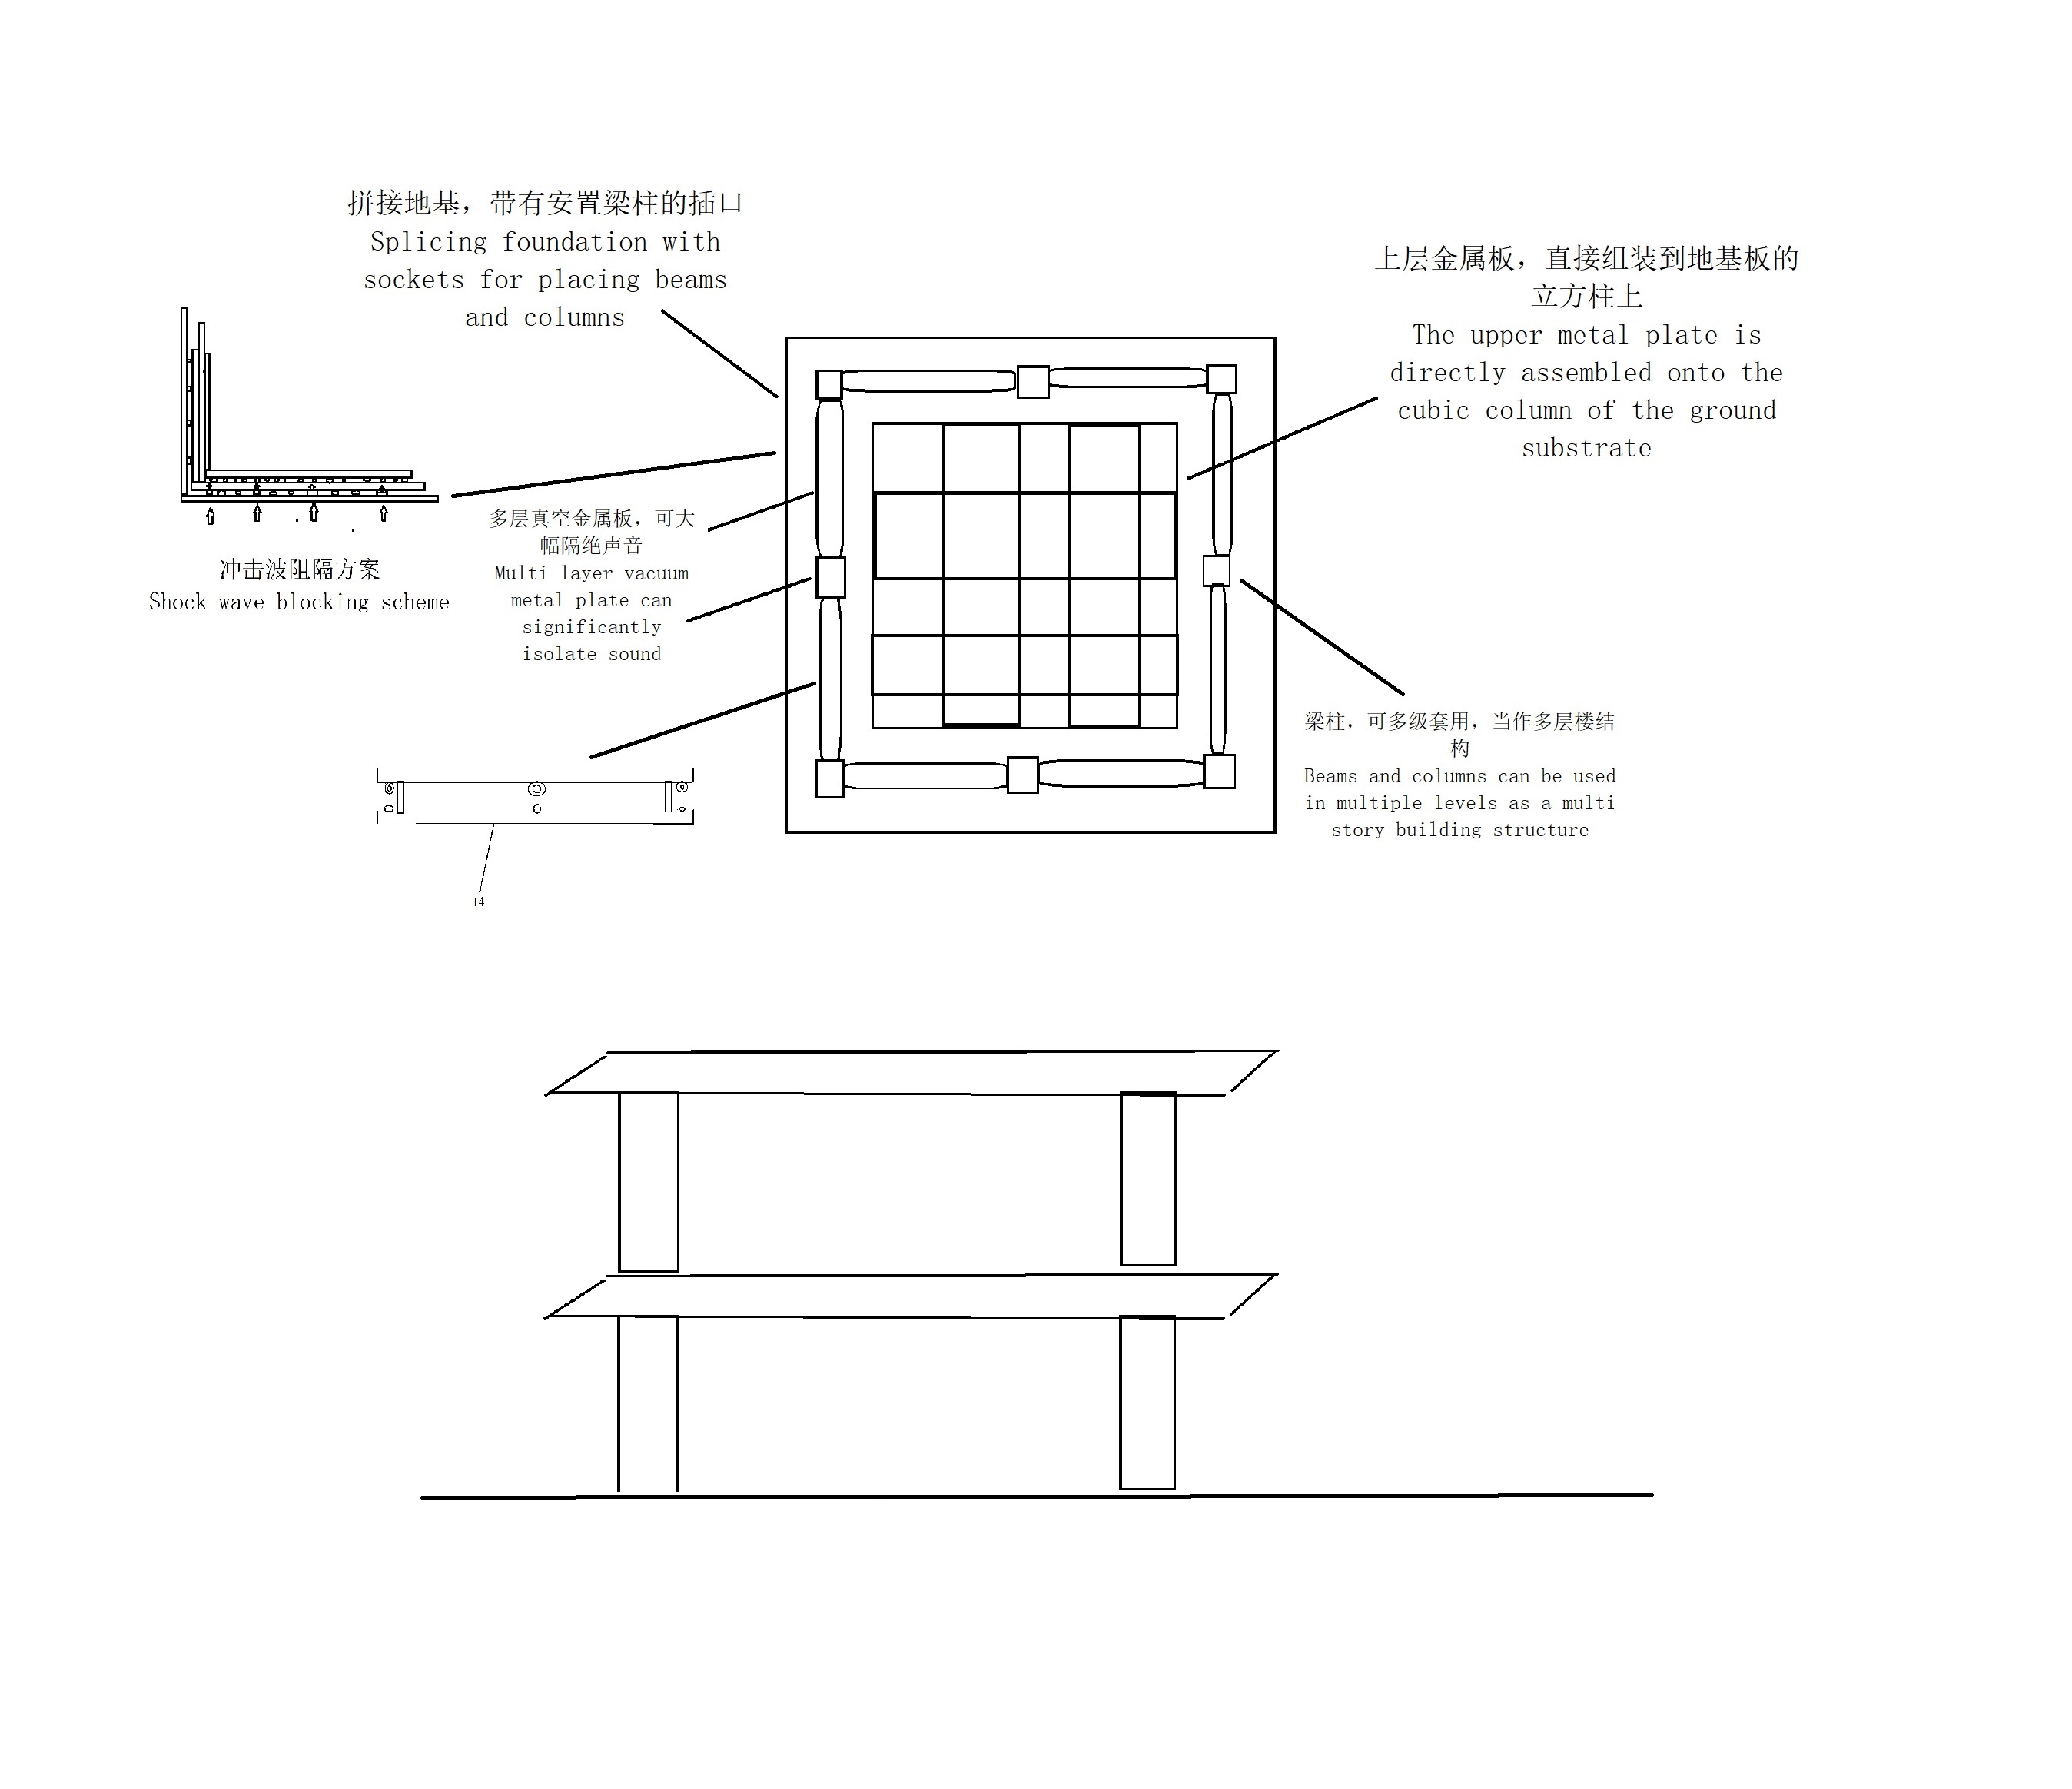 拼接地基，带有安置梁柱的插口
Splicing foundation with
sockets for placing beams
and columns
上层金属板，直接组装到地基板的
立方柱上
The upper metal plate is
directly assembled onto the
cubic column of the ground
substrate
冲击波阻隔方案
Shock wave blocking scheme
多层真空金属板，可大
幅隔绝声音
Multi layer vacuum
metal plate can
significantly
isolate sound
梁柱，可多级套用，当作多层楼结
构
Beams and columns can be used
in multiple levels as a multi
story building structure
14